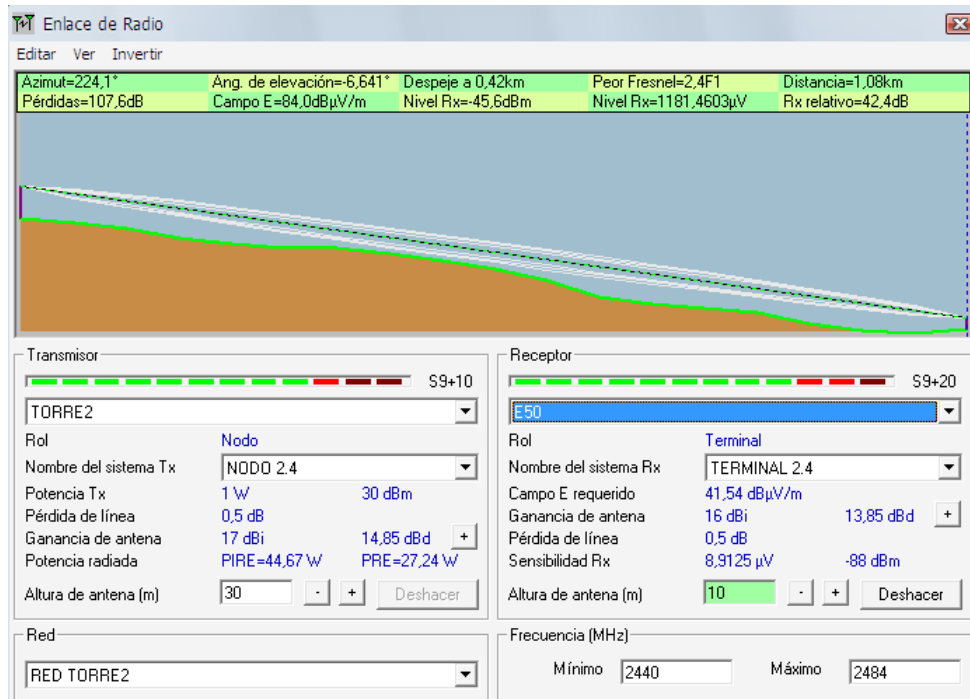 Enlace de Radio
Editar Ver Invertir
Azimut=224,1° Ang. de elevación=-6,641° Despeje a 0,42km Peor Fresnel=2,4F1 Distancia=1,08km
Pérdidas=107,6dB Campo E=84,0dBµV/m Nivel Rx=-45,6dBm Nivel Rx=1181,4603µV Rx relativo=42,4dB
Transmisor
S9+10
TORRE2
Rol Nodo
Nombre del sistema Tx NODO 2.4
Potencia Tx 1 W 30 dBm
Pérdida de línea 0,5 dB
Ganancia de antena 17 dBi 14,85 dBd +
Potencia radiada PIRE=44,67 W PRE=27,24 W
Altura de antena (m) 30 - + Deshacer
Receptor
S9+20
E50
Rol Terminal
Nombre del sistema Rx TERMINAL 2.4
Campo E requerido 41,54 dBµV/m
Ganancia de antena 16 dBi 13,85 dBd +
Pérdida de línea 0,5 dB
Sensibilidad Rx 8,9125 µV -88 dBm
Altura de antena (m) 10 - + Deshacer
Red
RED TORRE2
Frecuencia (MHz)
Mínimo 2440 Máximo 2484